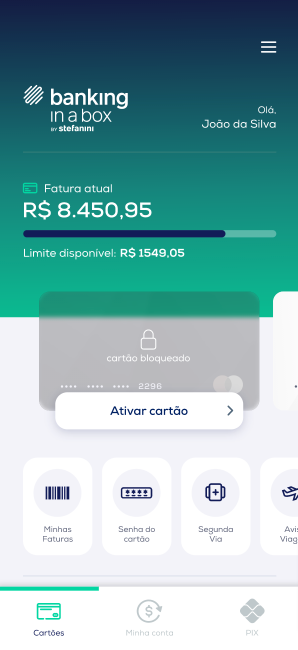 banking
in a box
BY stefanini
Olá,
João da Silva
Fatura atual
R$ 8.450,95
Limite disponível: R$ 1549,05
cartão bloqueado
•••• •••• •••• 2296
Ativar cartão
Minhas
Faturas
Senha do
cartão
Segunda
Via
Avis
Viag
Cartões
Minha conta
PIX